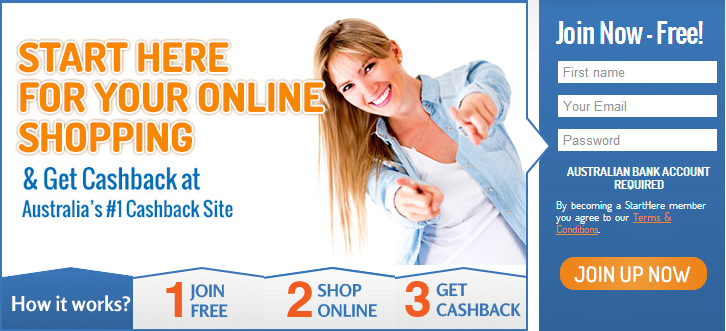 START HERE
FOR YOUR ONLINE
SHOPPING
& Get Cashback at
Australia's #1 Cashback Site
How it works?
1 JOIN
FREE
2 SHOP
ONLINE
3 GET
CASHBACK
Join Now - Free!
First name
Your Email
Password
AUSTRALIAN BANK ACCOUNT
REQUIRED
By becoming a StartHere member
you agree to our Terms &
Conditions.
JOIN UP NOW